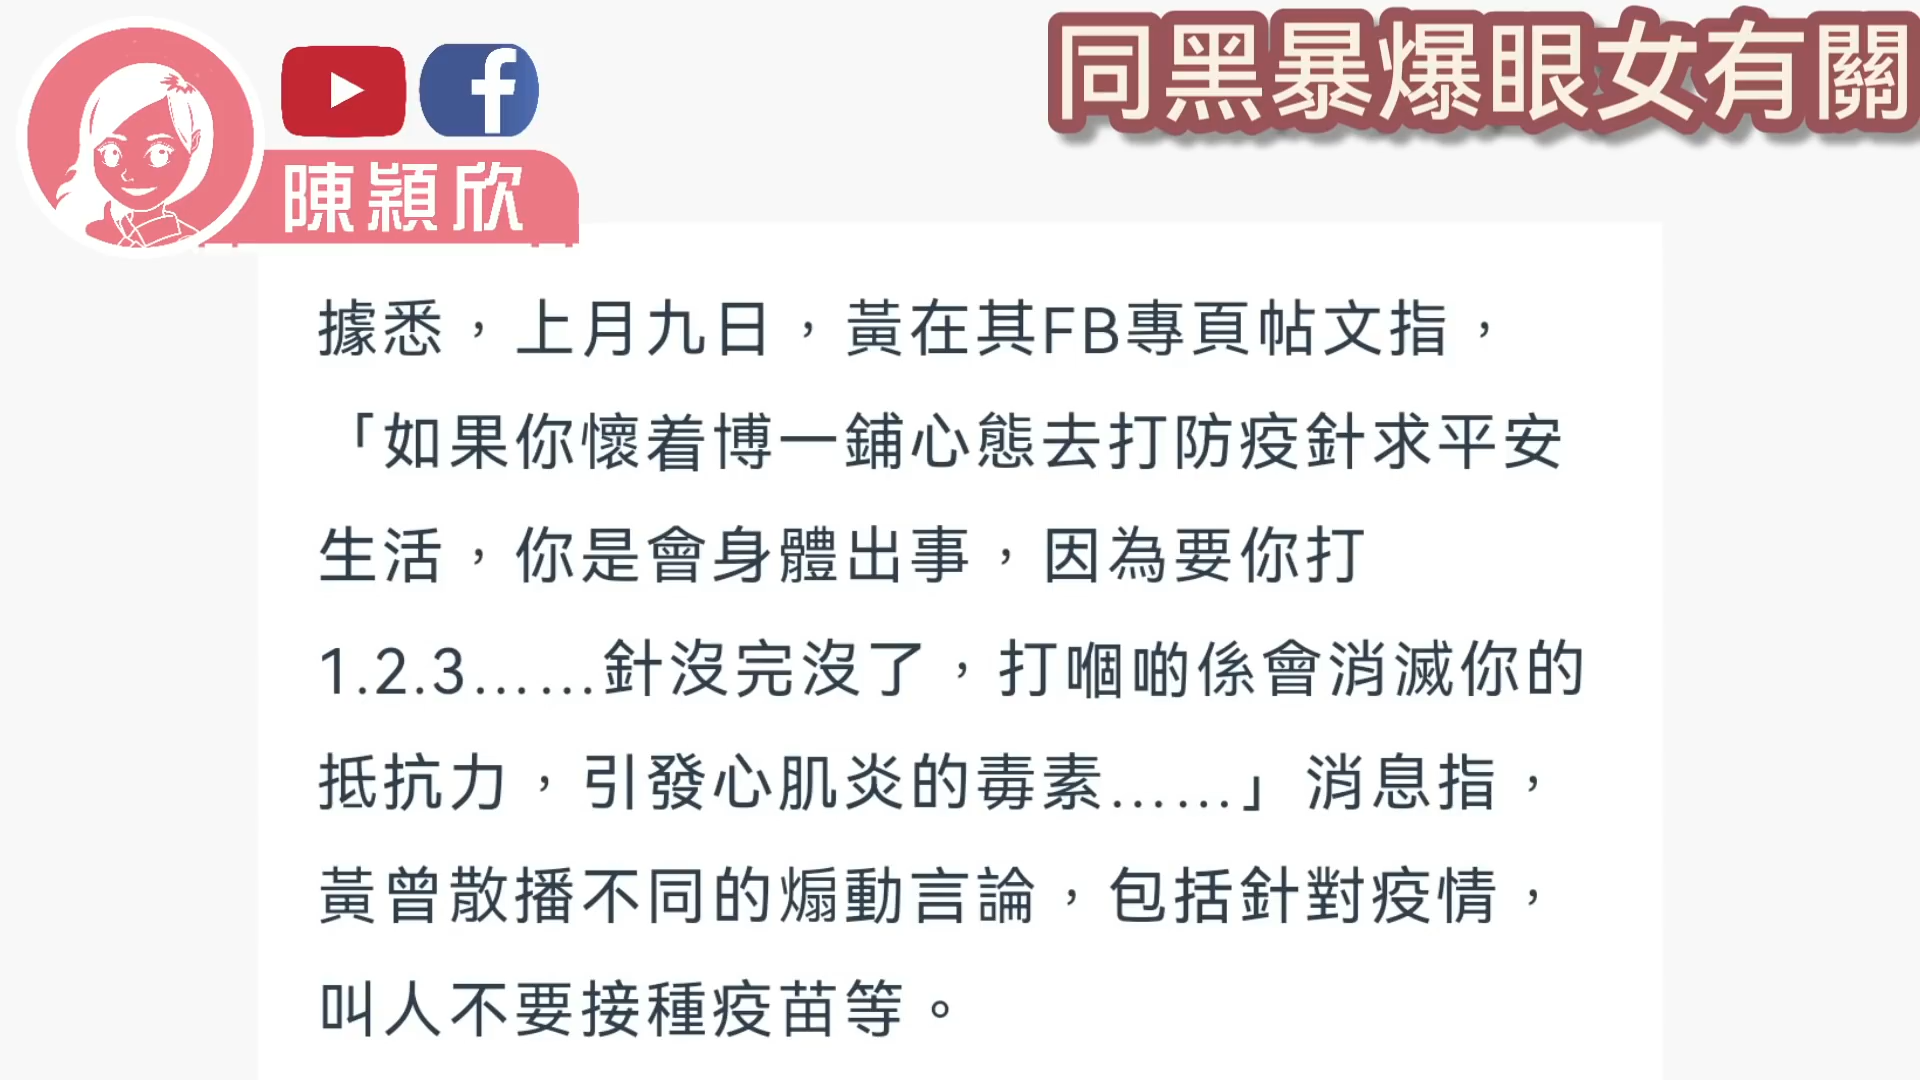 同黑暴爆眼女有關
陳穎欣
據悉，上月九日，黃在其FB專頁帖文指，
「如果你懷着博一鋪心態去打防疫針求平安
生活，你是會身體出事，因為要你打
1.2.3……針沒完沒了，打嗰啲係會消滅你的
抵抗力，引發心肌炎的毒素……」消息指，
黃曾散播不同的煽動言論，包括針對疫情，
叫人不要接種疫苗等。